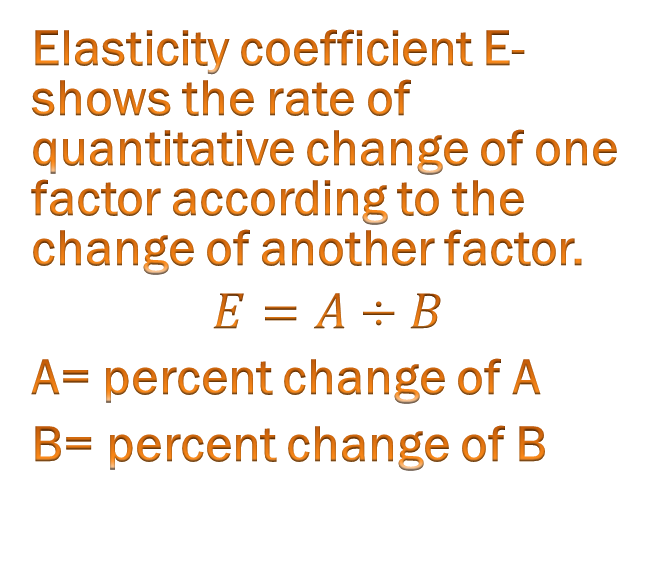 Elasticity coefficient E-
shows the rate of
quantitative change of one
factor according to the
change of another factor.
E = A ÷ B
A= percent change of A
B= percent change of B